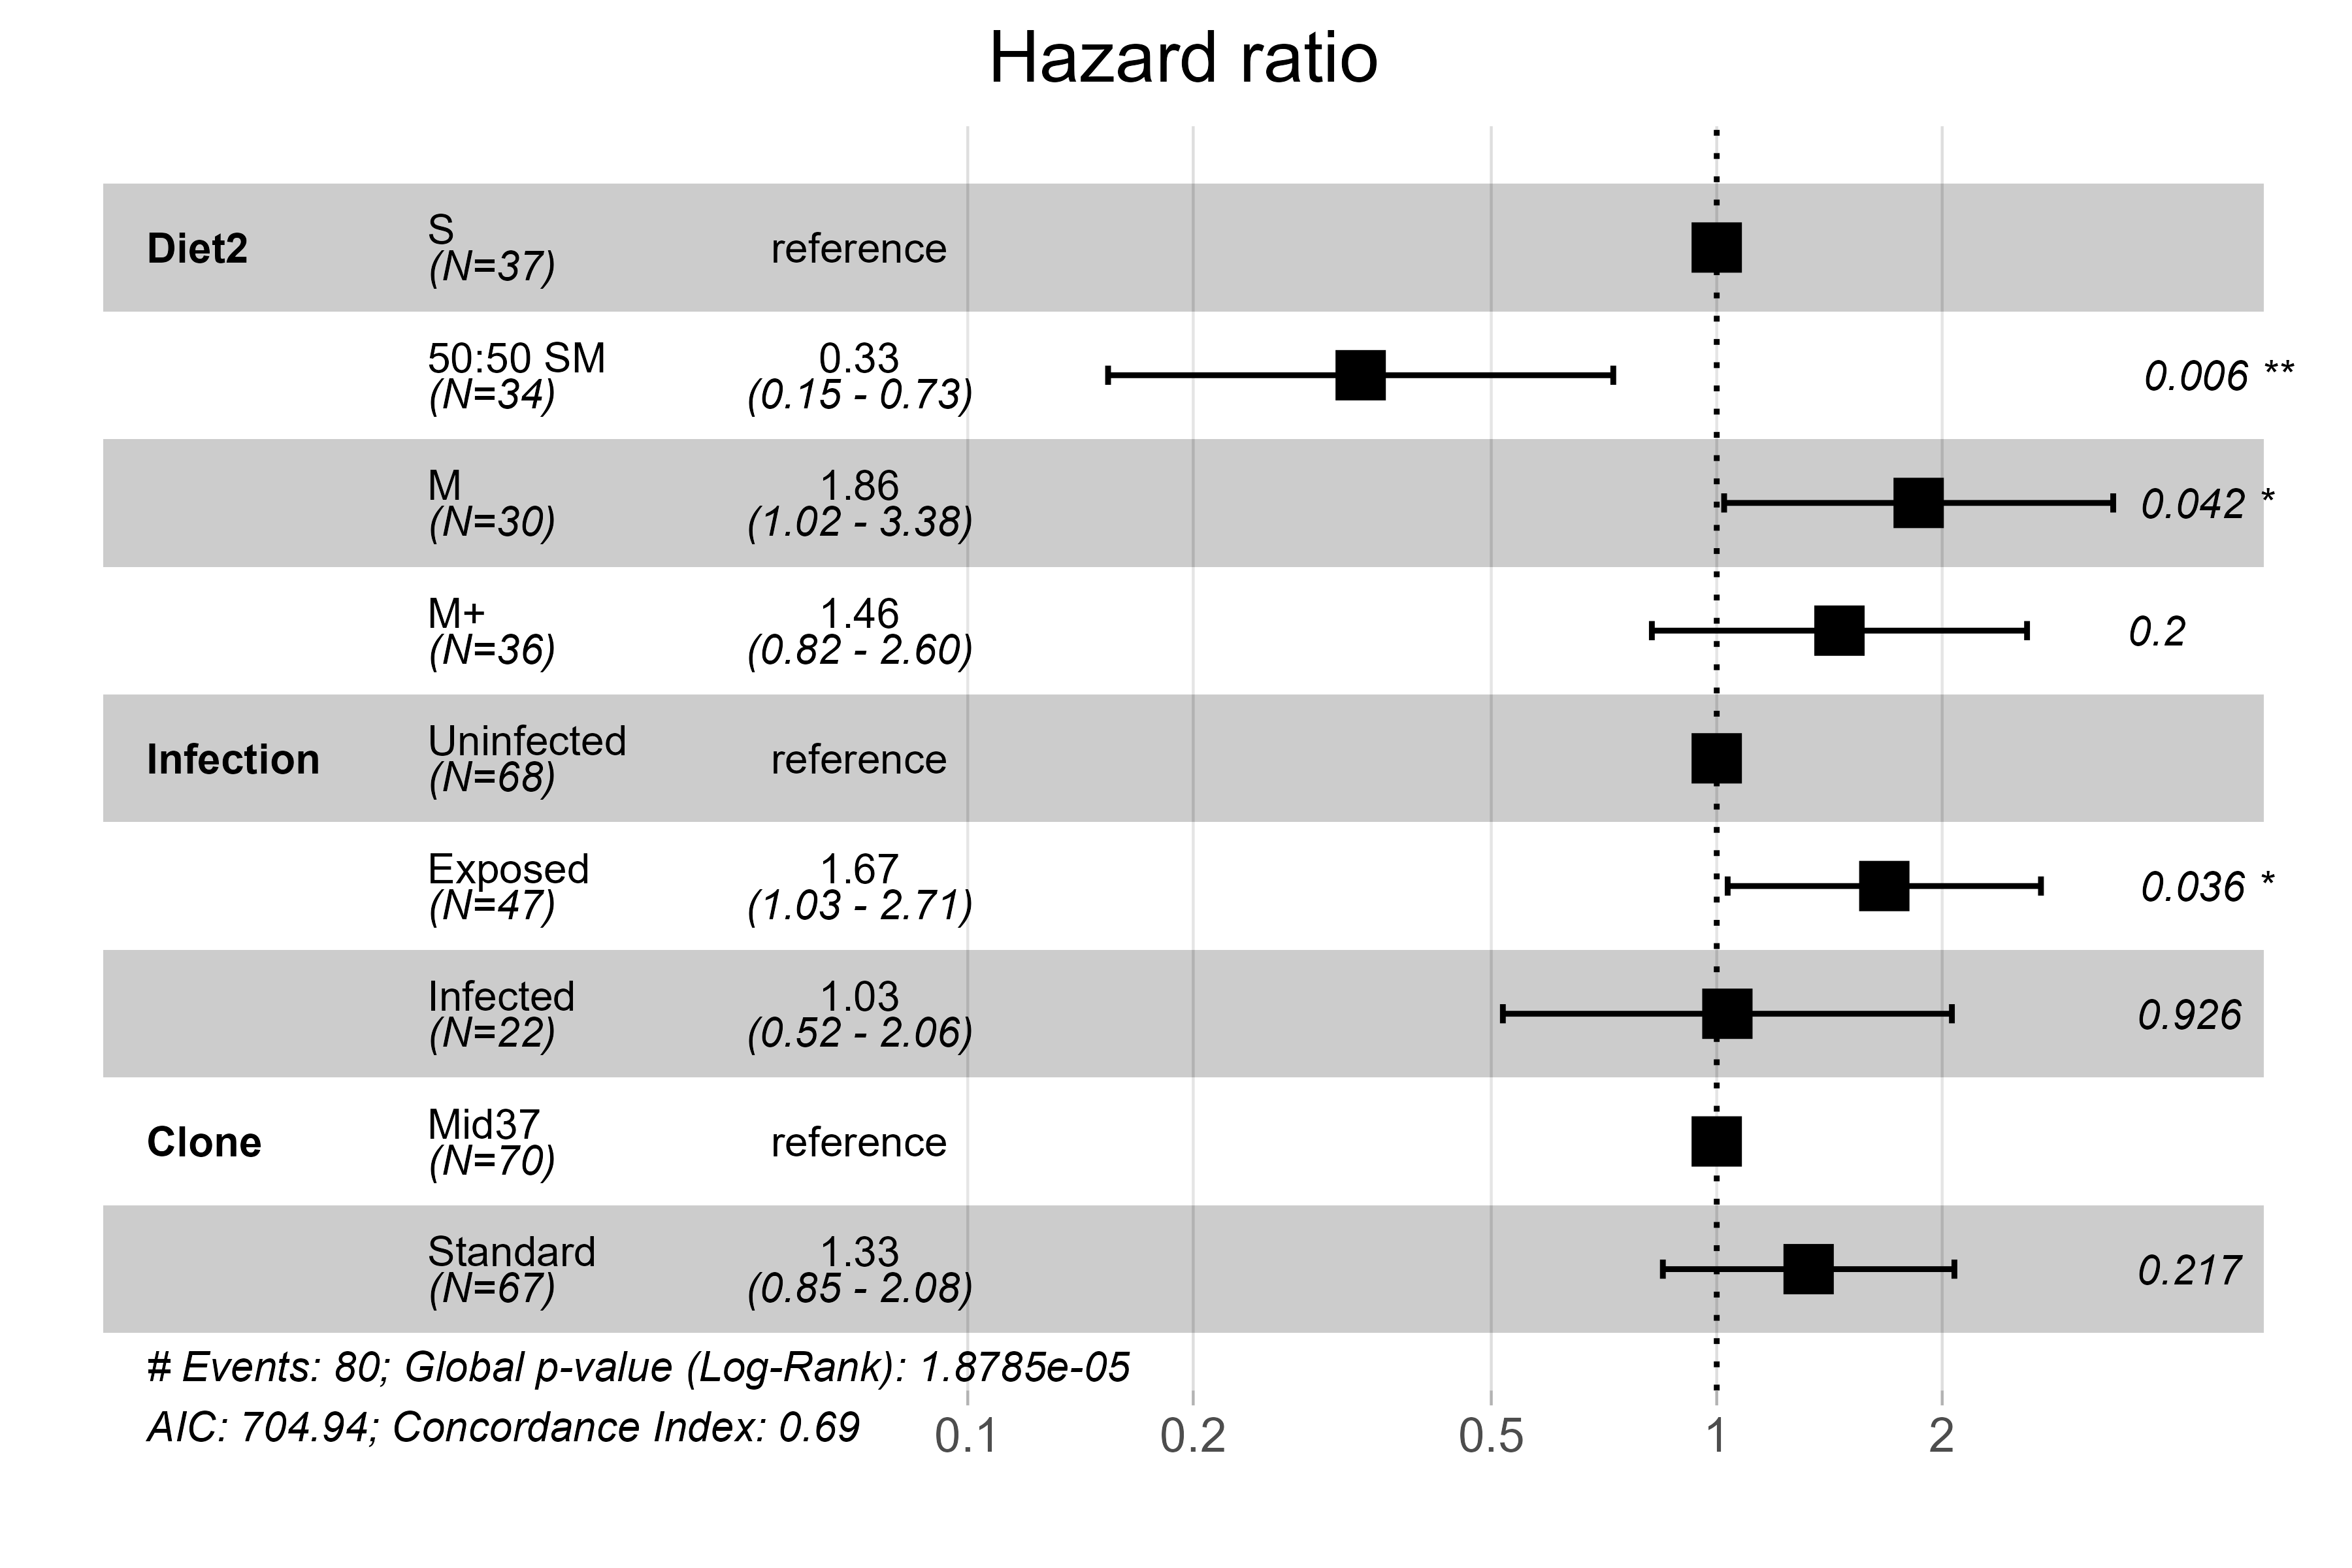 Hazard ratio
Diet2 S (N=37) reference
50:50 SM (N=34) 0.33 (0.15 - 0.73) 0.006 **
M (N=30) 1.86 (1.02 - 3.38) 0.042 *
M+ (N=36) 1.46 (0.82 - 2.60) 0.2
Infection Uninfected (N=68) reference
Exposed (N=47) 1.67 (1.03 - 2.71) 0.036 *
Infected (N=22) 1.03 (0.52 - 2.06) 0.926
Clone Mid37 (N=70) reference
Standard (N=67) 1.33 (0.85 - 2.08) 0.217
# Events: 80; Global p-value (Log-Rank): 1.8785e-05
AIC: 704.94; Concordance Index: 0.69
0.1 0.2 0.5 1 2